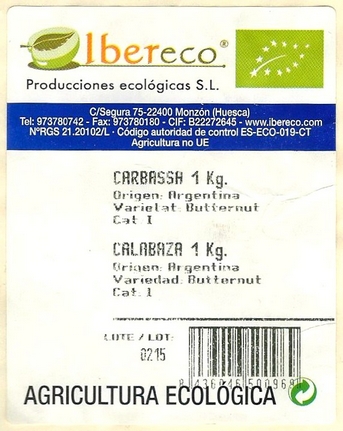 Ibereco®
Producciones ecológicas S.L.
C/Segura 75-22400 Monzón (Huesca)
Tel: 973780742 - Fax: 973780180 - CIF: B22272645 - www.ibereco.com
NºRGS 21.20102/L · Código autoridad de control ES-ECO-019-CT
Agricultura no UE
CARBASSA 1 Kg.
Origen: Argentina
Varietat: Butternut
Cat. I
CALABAZA 1 Kg.
Origen: Argentina
Variedad: Butternut
Cat. I
LOTE / LOT:
0215
AGRICULTURA ECOLÓGICA